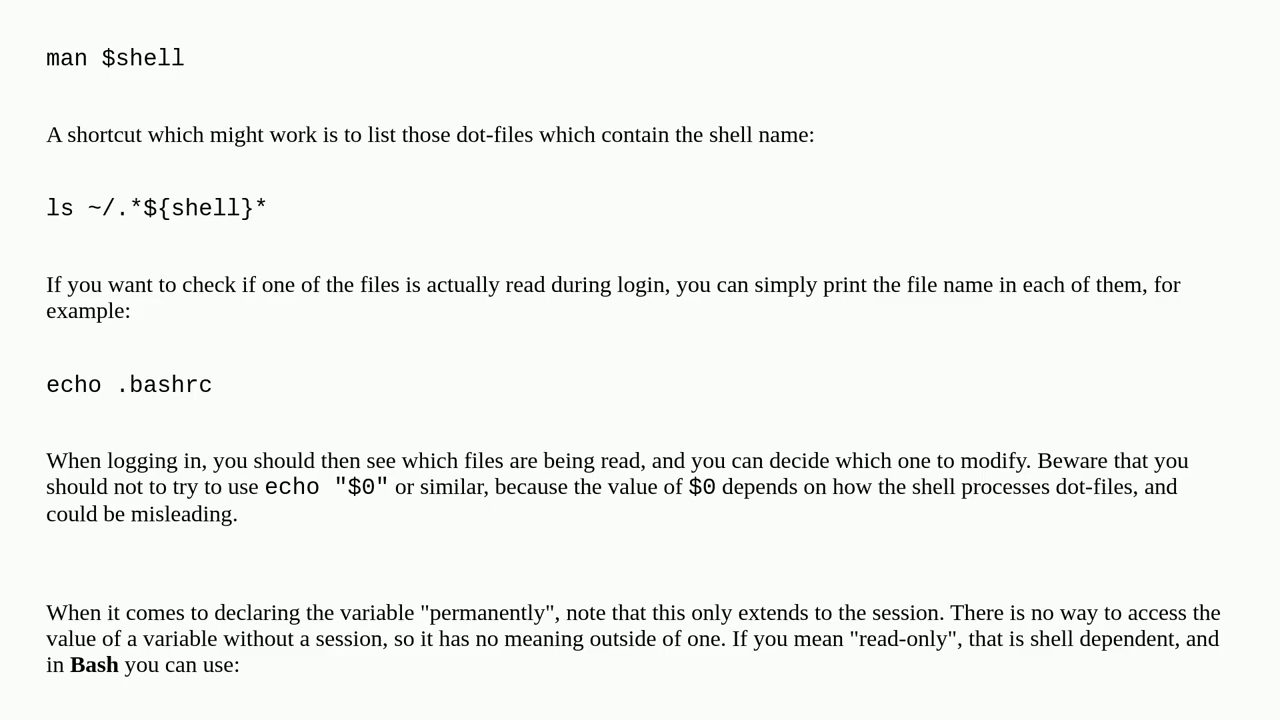 man $shell
A shortcut which might work is to list those dot-files which contain the shell name:
ls ~/.*${shell}*
If you want to check if one of the files is actually read during login, you can simply print the file name in each of them, for
example:
echo .bashrc
When logging in, you should then see which files are being read, and you can decide which one to modify. Beware that you
should not to try to use echo "$0" or similar, because the value of $0 depends on how the shell processes dot-files, and
could be misleading.
When it comes to declaring the variable "permanently", note that this only extends to the session. There is no way to access the
value of a variable without a session, so it has no meaning outside of one. If you mean "read-only", that is shell dependent, and
in Bash you can use: